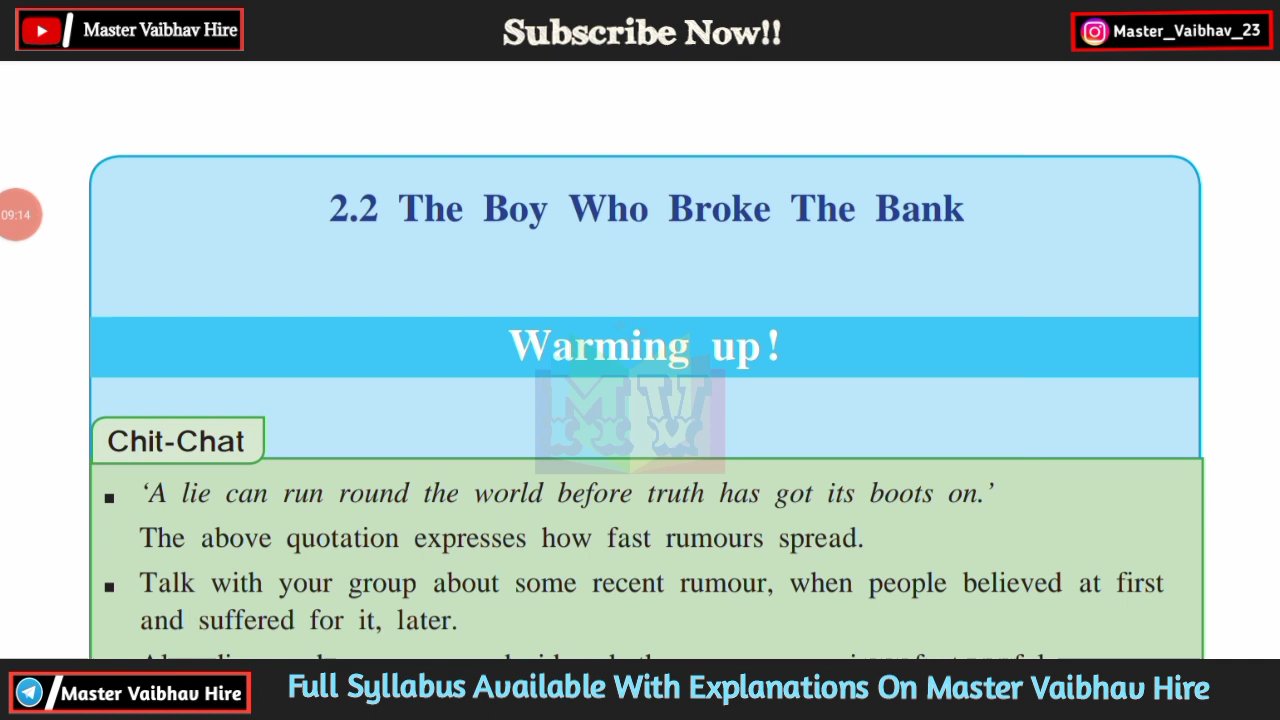 Master Vaibhav Hire
Subscribe Now!!
Master_Vaibhav_23
09:14
2.2 The Boy Who Broke The Bank
Warming up!
MW
Chit-Chat
‘A lie can run round the world before truth has got its boots on.’
The above quotation expresses how fast rumours spread.
Talk with your group about some recent rumour, when people believed at first
and suffered for it, later.
Master Vaibhav Hire
Full Syllabus Available With Explanations On Master Vaibhav Hire